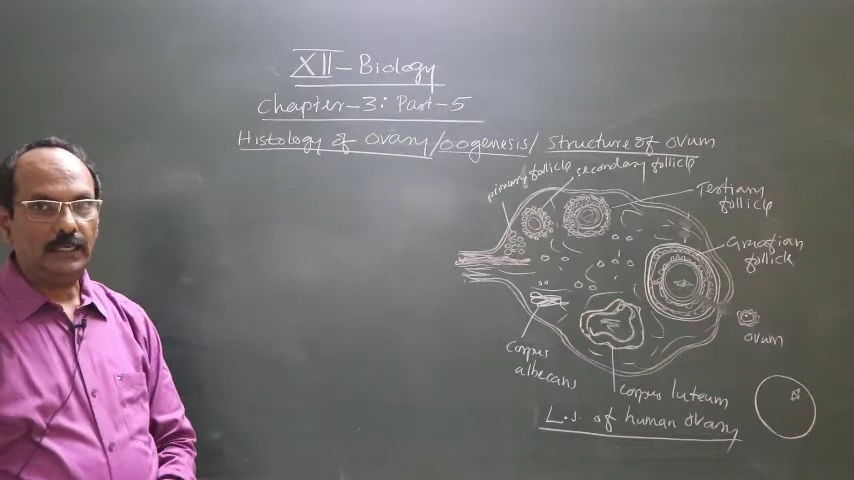 XII - Biology
Chapter-3: Part-5
Histology of Ovary/oogenesis/ Structure of Ovum
primary follicle
secondary follicle
Tertiary
follicle
Graafian
follicle
ovum
Corpus
albecans
Corpus luteum
L.S. of human Ovary